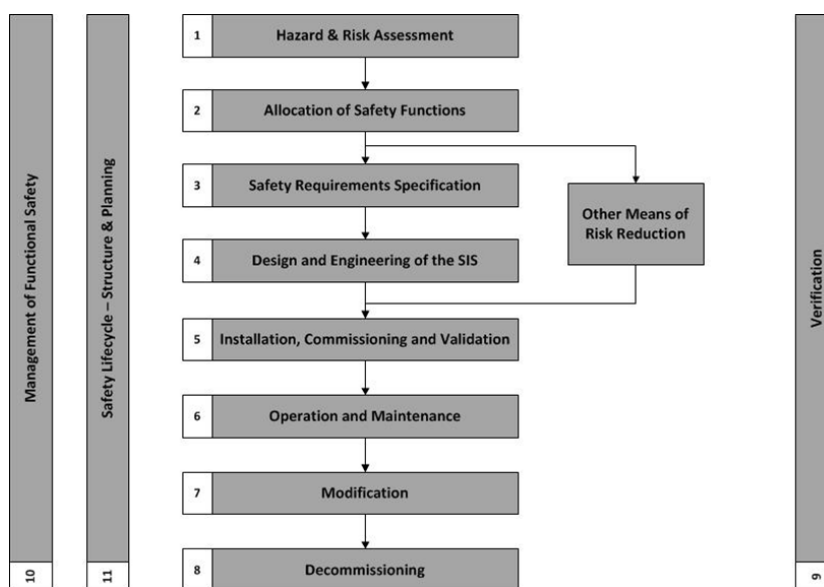 Management of Functional Safety
10
Safety Lifecycle – Structure & Planning
11
1
Hazard & Risk Assessment
2
Allocation of Safety Functions
3
Safety Requirements Specification
Other Means of
Risk Reduction
4
Design and Engineering of the SIS
5
Installation, Commissioning and Validation
6
Operation and Maintenance
7
Modification
8
Decommissioning
Verification
9